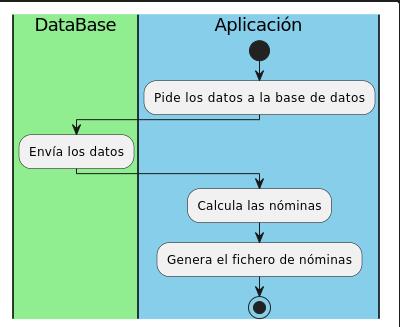 DataBase
Aplicación
Pide los datos a la base de datos
Envía los datos
Calcula las nóminas
Genera el fichero de nóminas